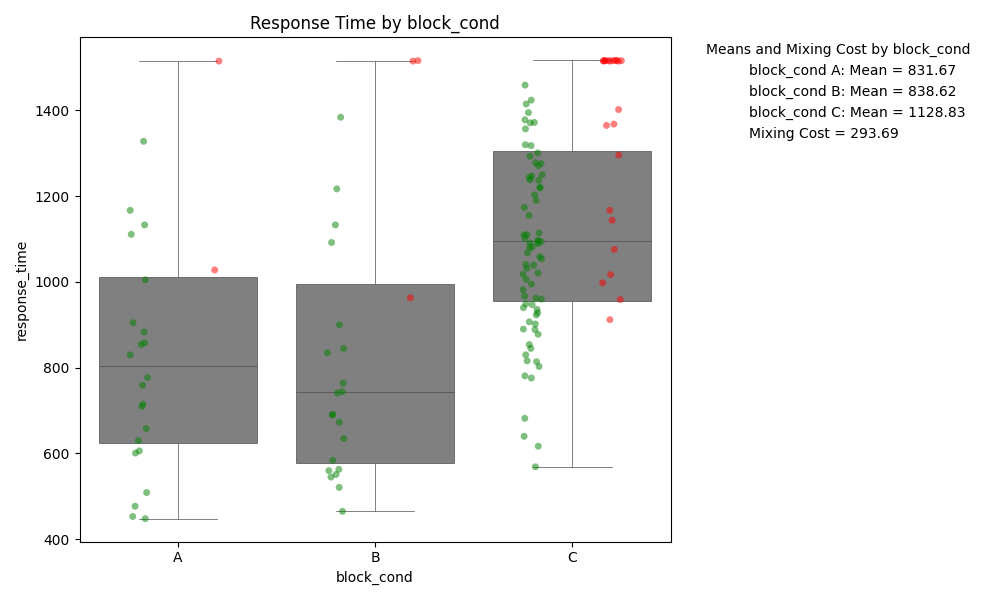 Response Time by block_cond
Means and Mixing Cost by block_cond
block_cond A: Mean = 831.67
block_cond B: Mean = 838.62
block_cond C: Mean = 1128.83
Mixing Cost = 293.69
response_time
1400
1200
1000
800
600
400
A
B
C
block_cond